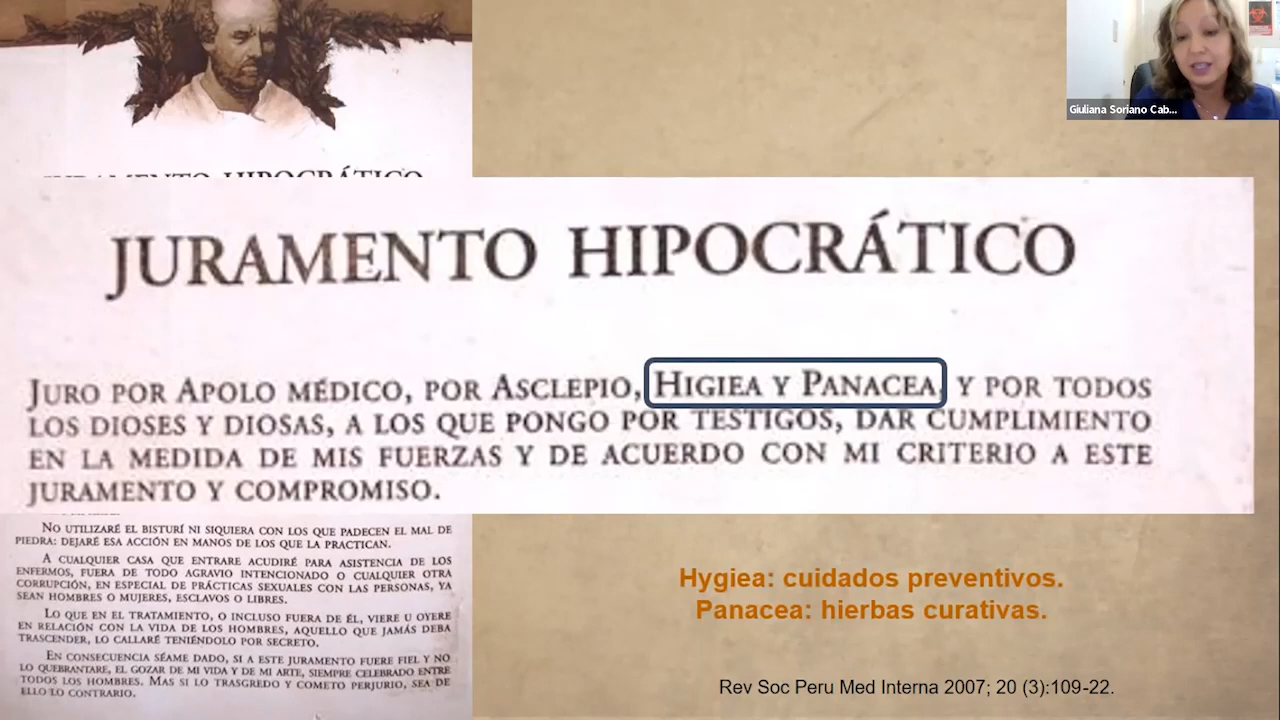 Giuliana Soriano Cab...
JURAMENTO HIPOCRÁTICO
JURAMENTO HIPOCRÁTICO
JURO POR APOLO MÉDICO, POR ASCLEPIO, HIGIEA Y PANACEA, Y POR TODOS
LOS DIOSES Y DIOSAS, A LOS QUE PONGO POR TESTIGOS, DAR CUMPLIMIENTO
EN LA MEDIDA DE MIS FUERZAS Y DE ACUERDO CON MI CRITERIO A ESTE
JURAMENTO Y COMPROMISO.
NO UTILIZARÉ EL BISTURÍ NI SIQUIERA CON LOS QUE PADECEN EL MAL DE
PIEDRA: DEJARÉ ESA ACCIÓN EN MANOS DE LOS QUE LA PRACTICAN.
A CUALQUIER CASA QUE ENTRARE ACUDIRÉ PARA ASISTENCIA DE LOS
ENFERMOS, FUERA DE TODO AGRAVIO INTENCIONADO O CUALQUIER OTRA
CORRUPCIÓN, EN ESPECIAL DE PRÁCTICAS SEXUALES CON LAS PERSONAS, YA
SEAN HOMBRES O MUJERES, ESCLAVOS O LIBRES.
LO QUE EN EL TRATAMIENTO, O INCLUSO FUERA DE ÉL, VIERE U OYERE
EN RELACIÓN CON LA VIDA DE LOS HOMBRES, AQUELLO QUE JAMÁS DEBA
TRASCENDER, LO CALLARÉ TENIÉNDOLO POR SECRETO.
EN CONSECUENCIA SÉAME DADO, SI A ESTE JURAMENTO FUERE FIEL Y NO
LO QUEBRANTARE, EL GOZAR DE MI VIDA Y DE MI ARTE, SIEMPRE CELEBRADO ENTRE
TODOS LOS HOMBRES. MAS SI LO TRASGREDO Y COMETO PERJURIO, SEA DE
ELLO LO CONTRARIO.
Hygiea: cuidados preventivos.
Panacea: hierbas curativas.
Rev Soc Peru Med Interna 2007; 20 (3):109-22.